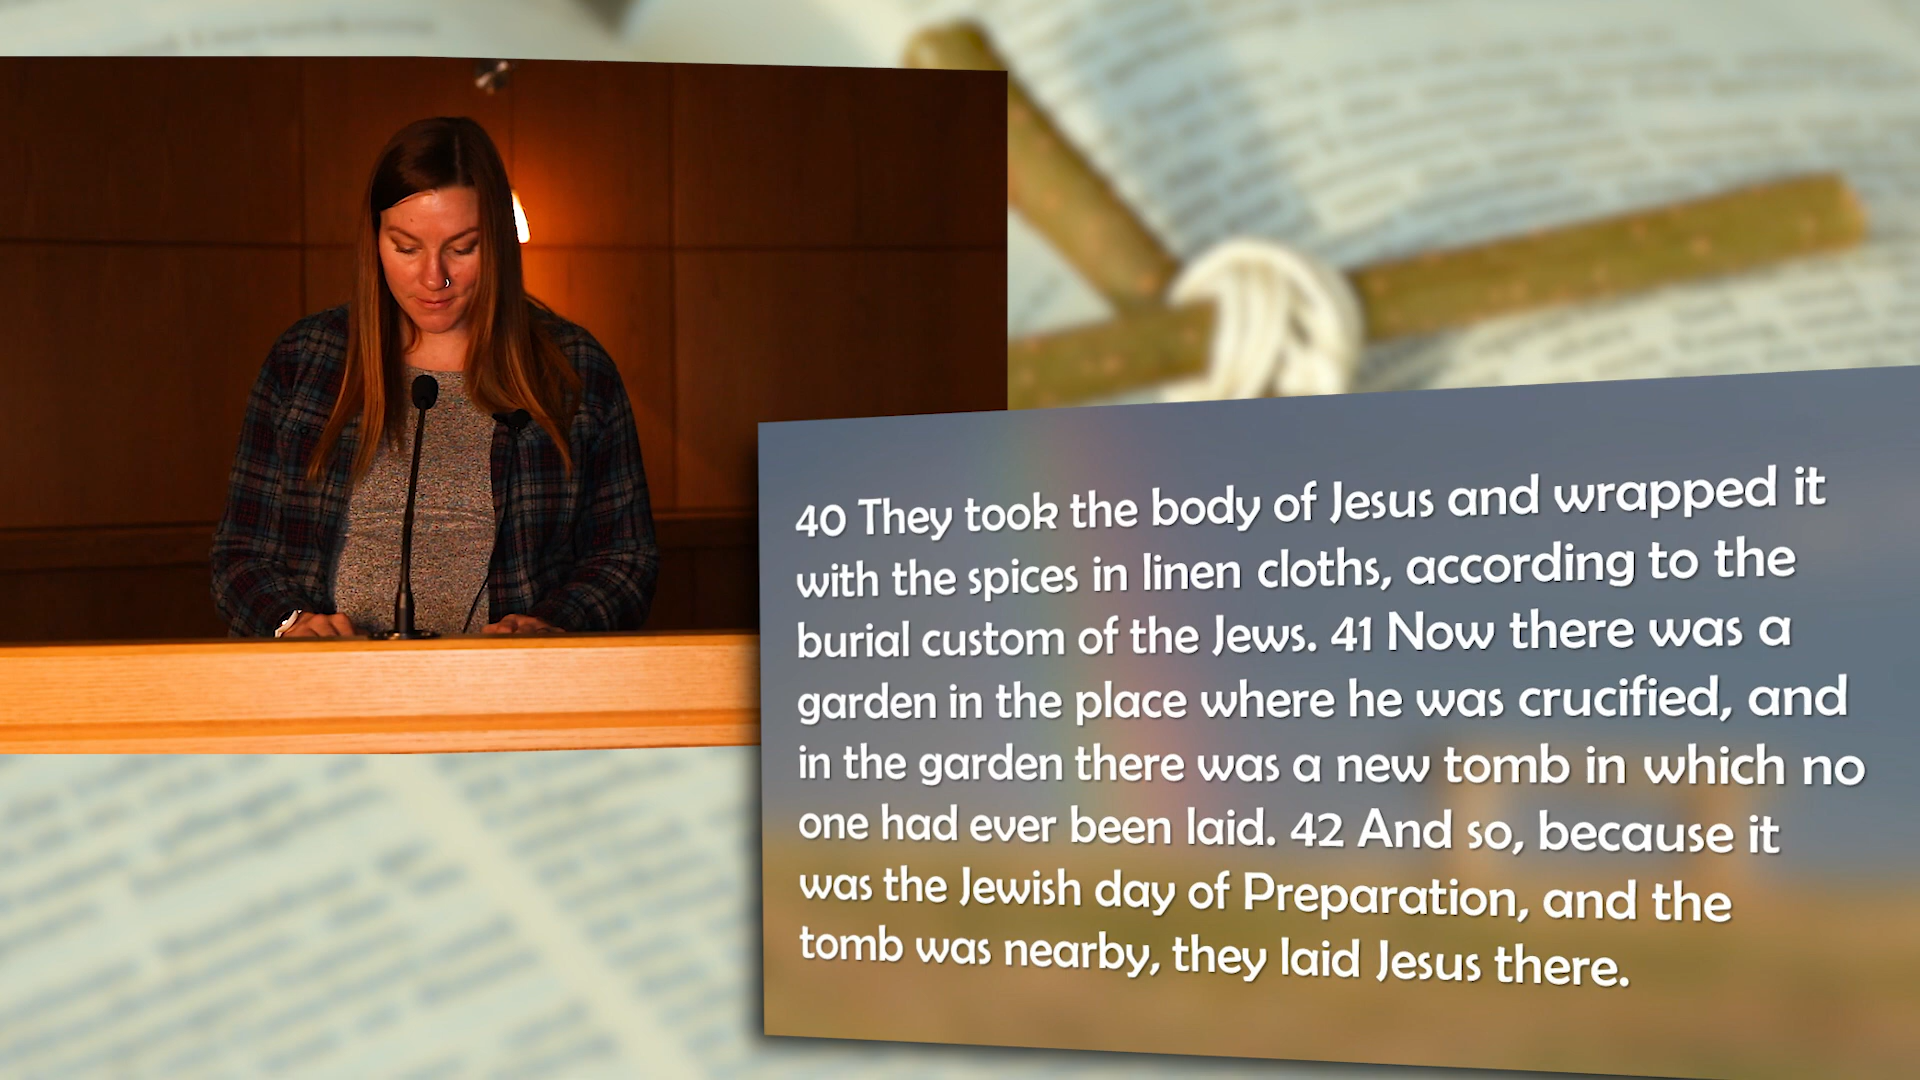 40 They took the body of Jesus and wrapped it
with the spices in linen cloths, according to the
burial custom of the Jews. 41 Now there was a
garden in the place where he was crucified, and
in the garden there was a new tomb in which no
one had ever been laid. 42 And so, because it
was the Jewish day of Preparation, and the
tomb was nearby, they laid Jesus there.